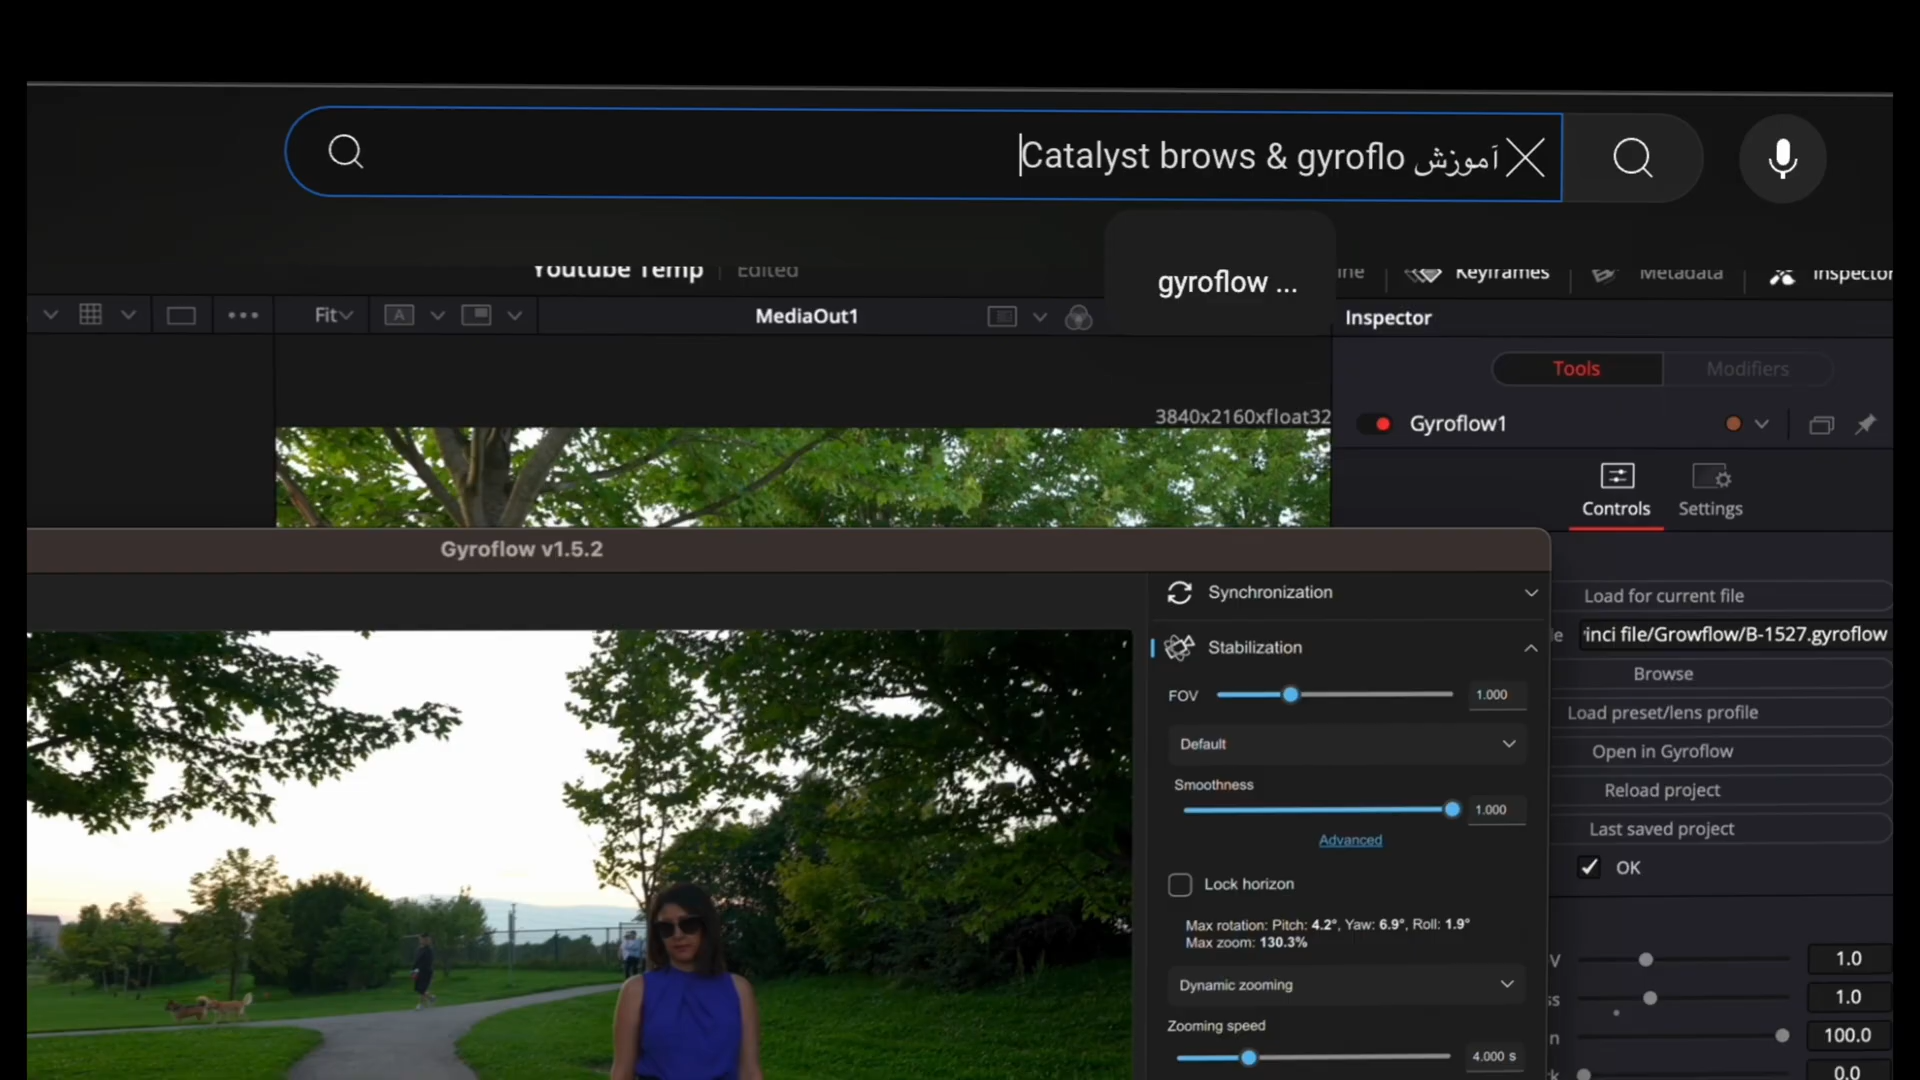 آموزش Catalyst brows & gyroflo
gyroflow ...
Youtube Temp
Edited
Keyframes
Metadata
Inspector
Fit
A
MediaOut1
Inspector
Tools
Modifiers
3840x2160xfloat32
Gyroflow1
Controls
Settings
Gyroflow v1.5.2
Synchronization
Load for current file
Stabilization
inci file/Growflow/B-1527.gyroflow
Browse
FOV
1.000
Load preset/lens profile
Default
Open in Gyroflow
Smoothness
Reload project
1.000
Last saved project
Advanced
OK
Lock horizon
Max rotation: Pitch: 4.2°, Yaw: 6.9°, Roll: 1.9°
Max zoom: 130.3%
1.0
Dynamic zooming
1.0
Zooming speed
100.0
4.000 s
0.0